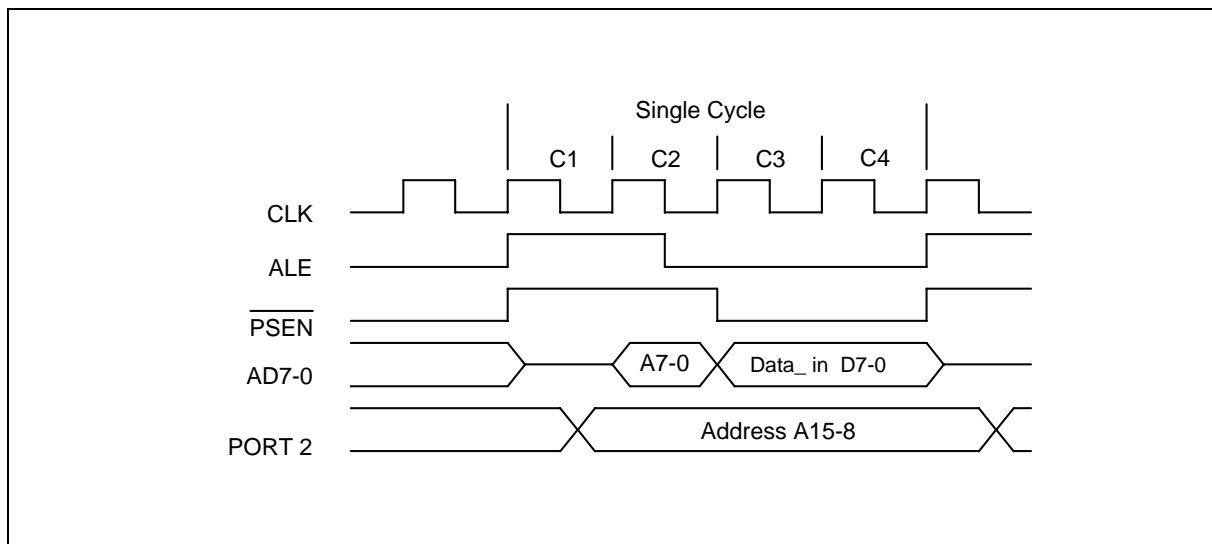 Single Cycle
C1 C2 C3 C4
CLK
ALE
PSEN
AD7-0 A7-0 Data_ in D7-0
PORT 2 Address A15-8